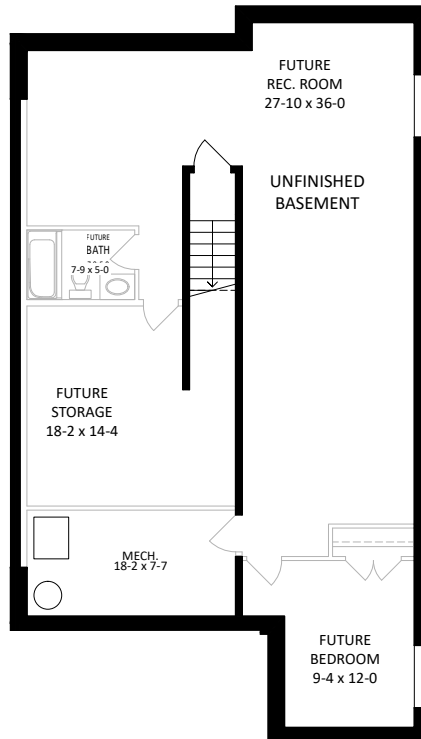 FUTURE
REC. ROOM
27-10 x 36-0
UNFINISHED
BASEMENT
FUTURE
BATH
7-9 x 5-0
FUTURE
STORAGE
18-2 x 14-4
MECH.
18-2 x 7-7
FUTURE
BEDROOM
9-4 x 12-0